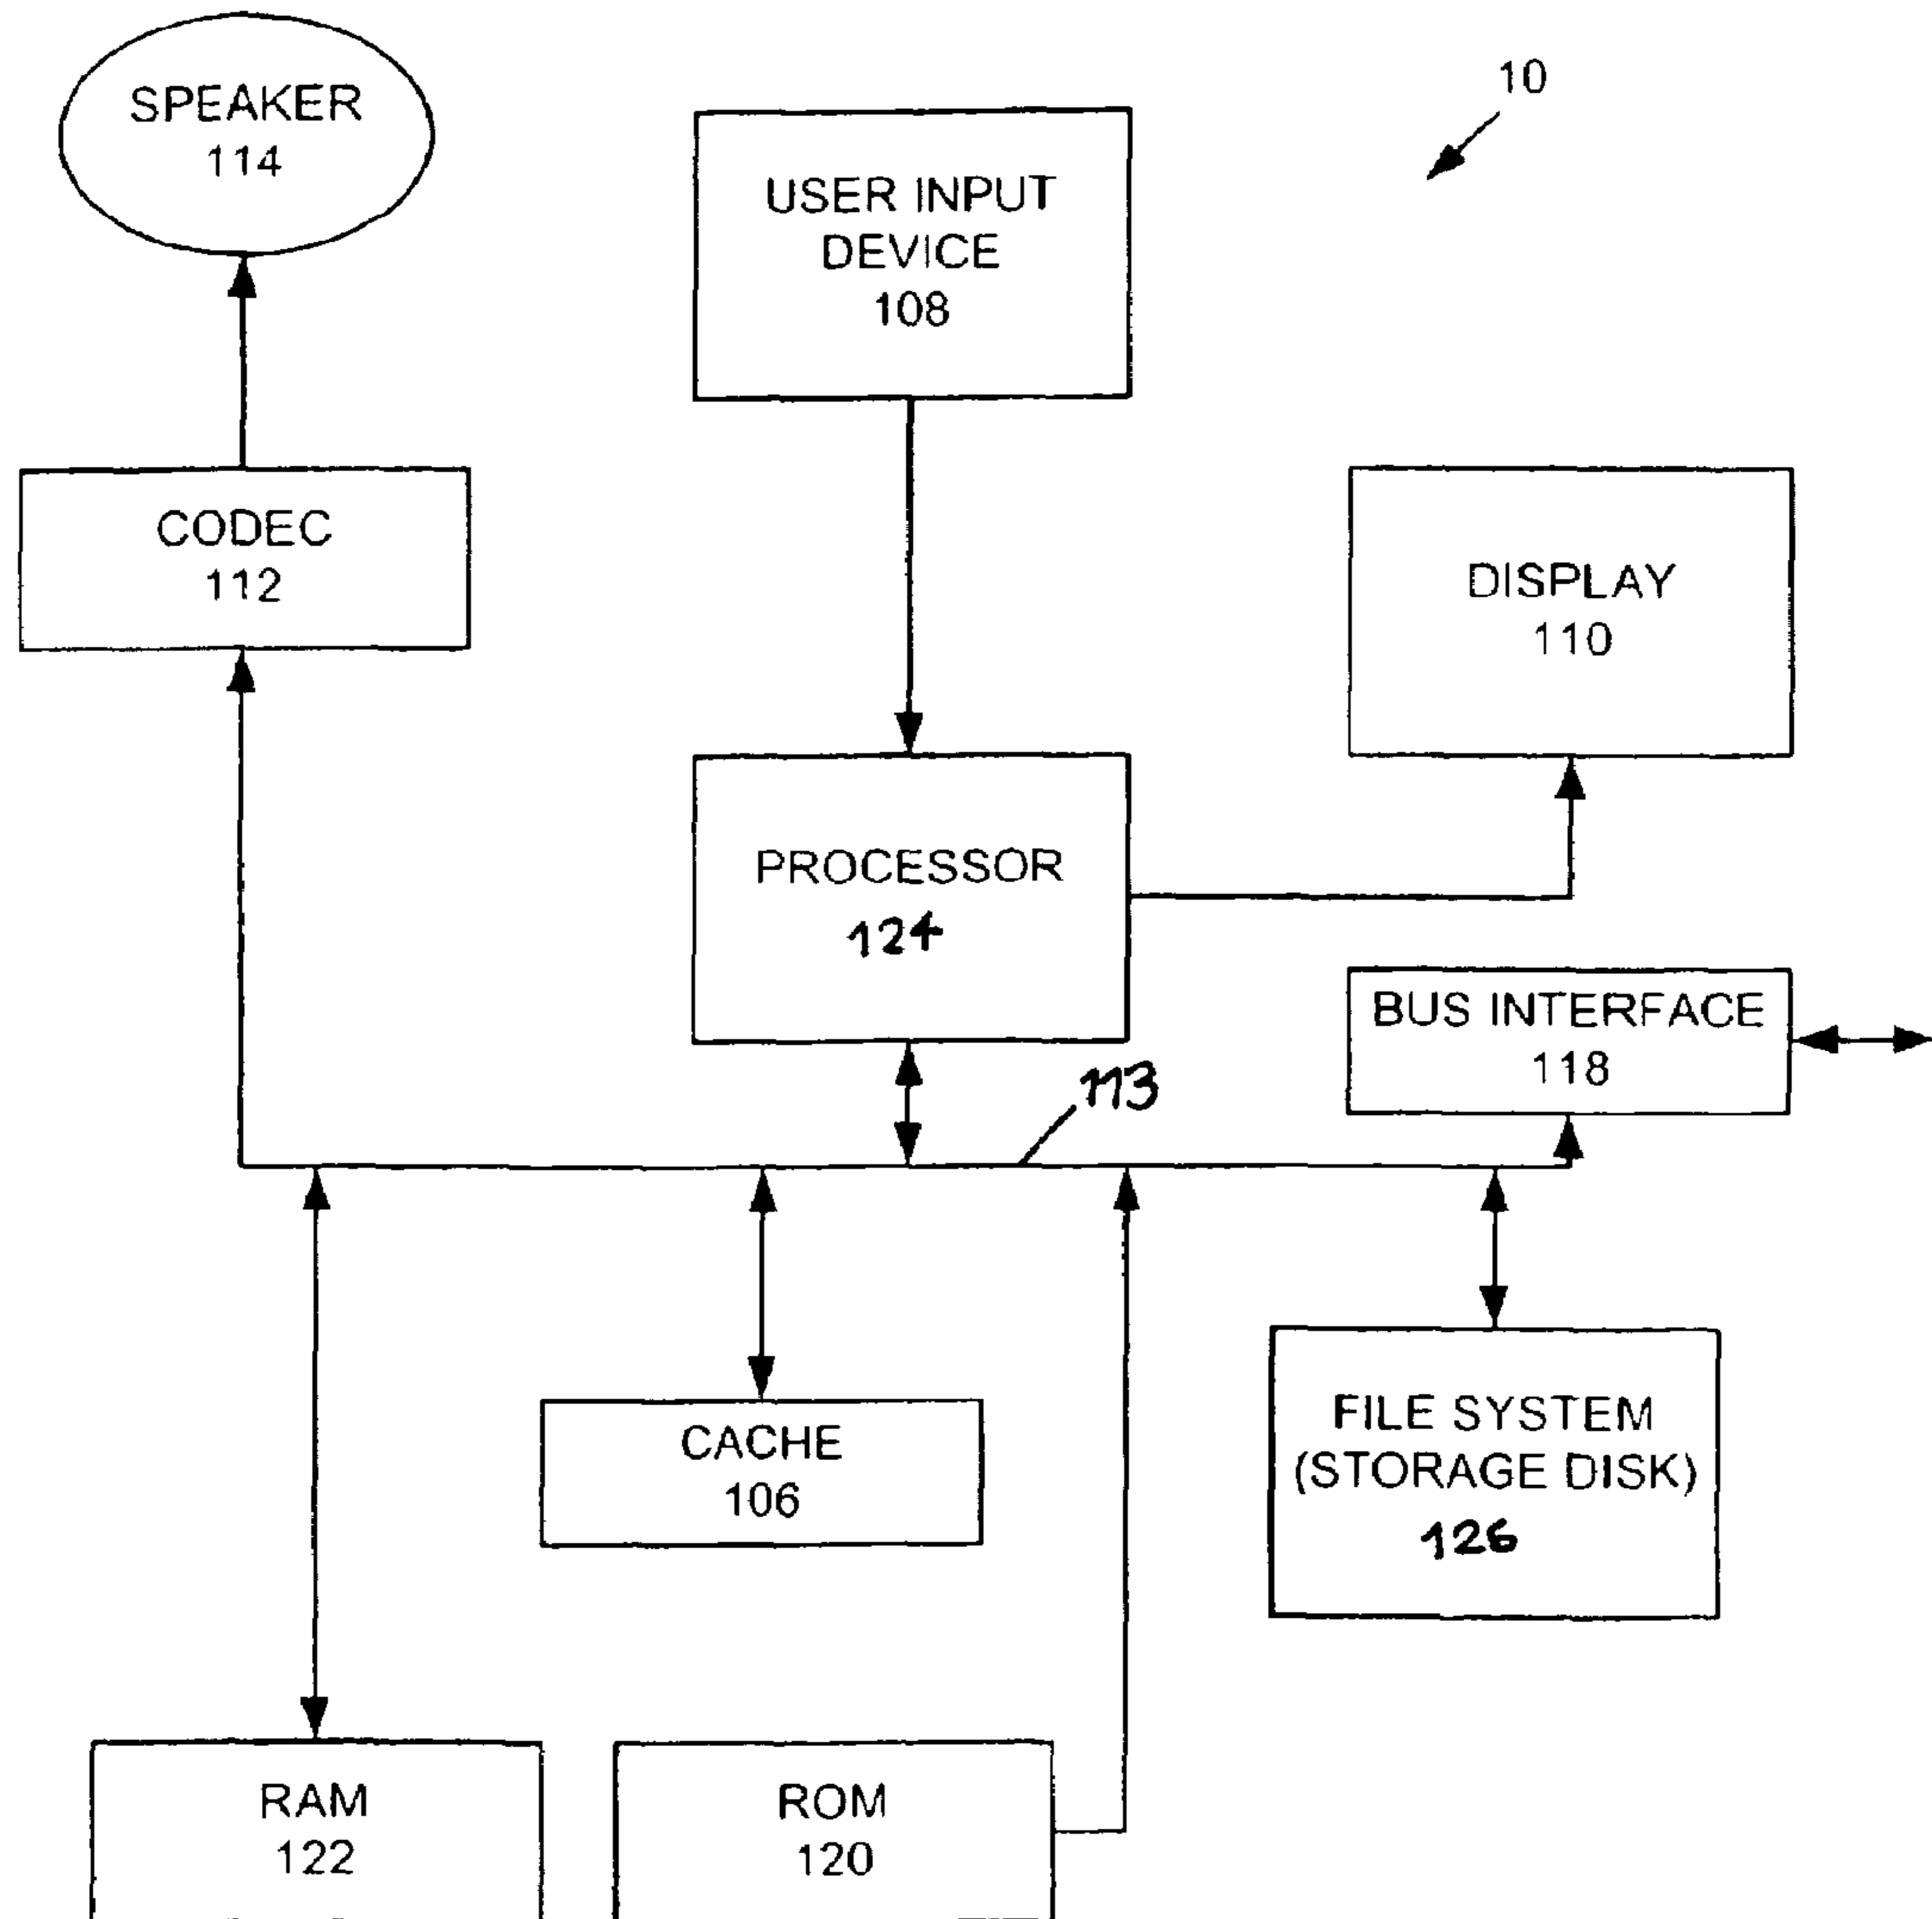 SPEAKER
114
10
USER INPUT
DEVICE
108
CODEC
112
DISPLAY
110
PROCESSOR
124
BUS INTERFACE
118
113
CACHE
106
FILE SYSTEM
(STORAGE DISK)
126
RAM
122
ROM
120